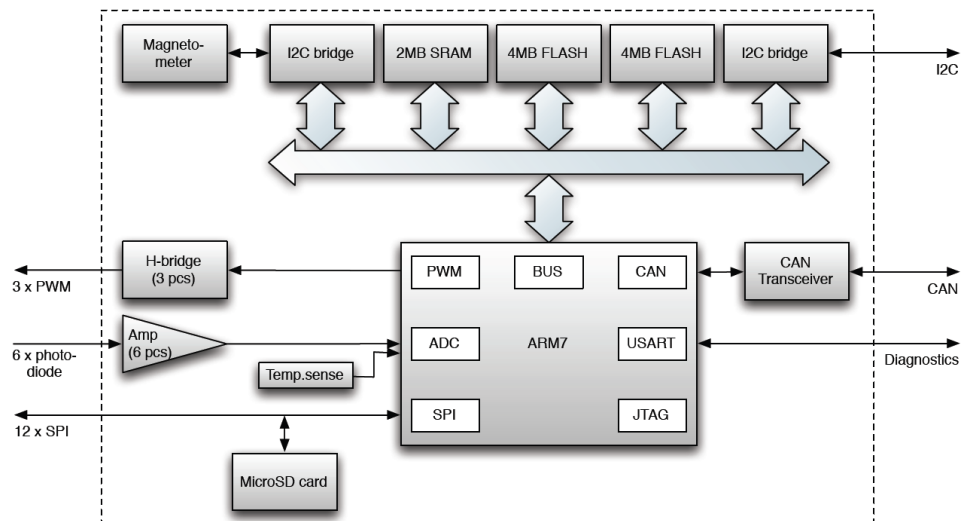 Magneto-
meter
I2C bridge
2MB SRAM
4MB FLASH
4MB FLASH
I2C bridge
I2C
H-bridge
(3 pcs)
3 x PWM
PWM
BUS
CAN
CAN
Transceiver
CAN
Amp
(6 pcs)
6 x photo-
diode
ADC
ARM7
USART
Diagnostics
Temp.sense
12 x SPI
SPI
JTAG
MicroSD card